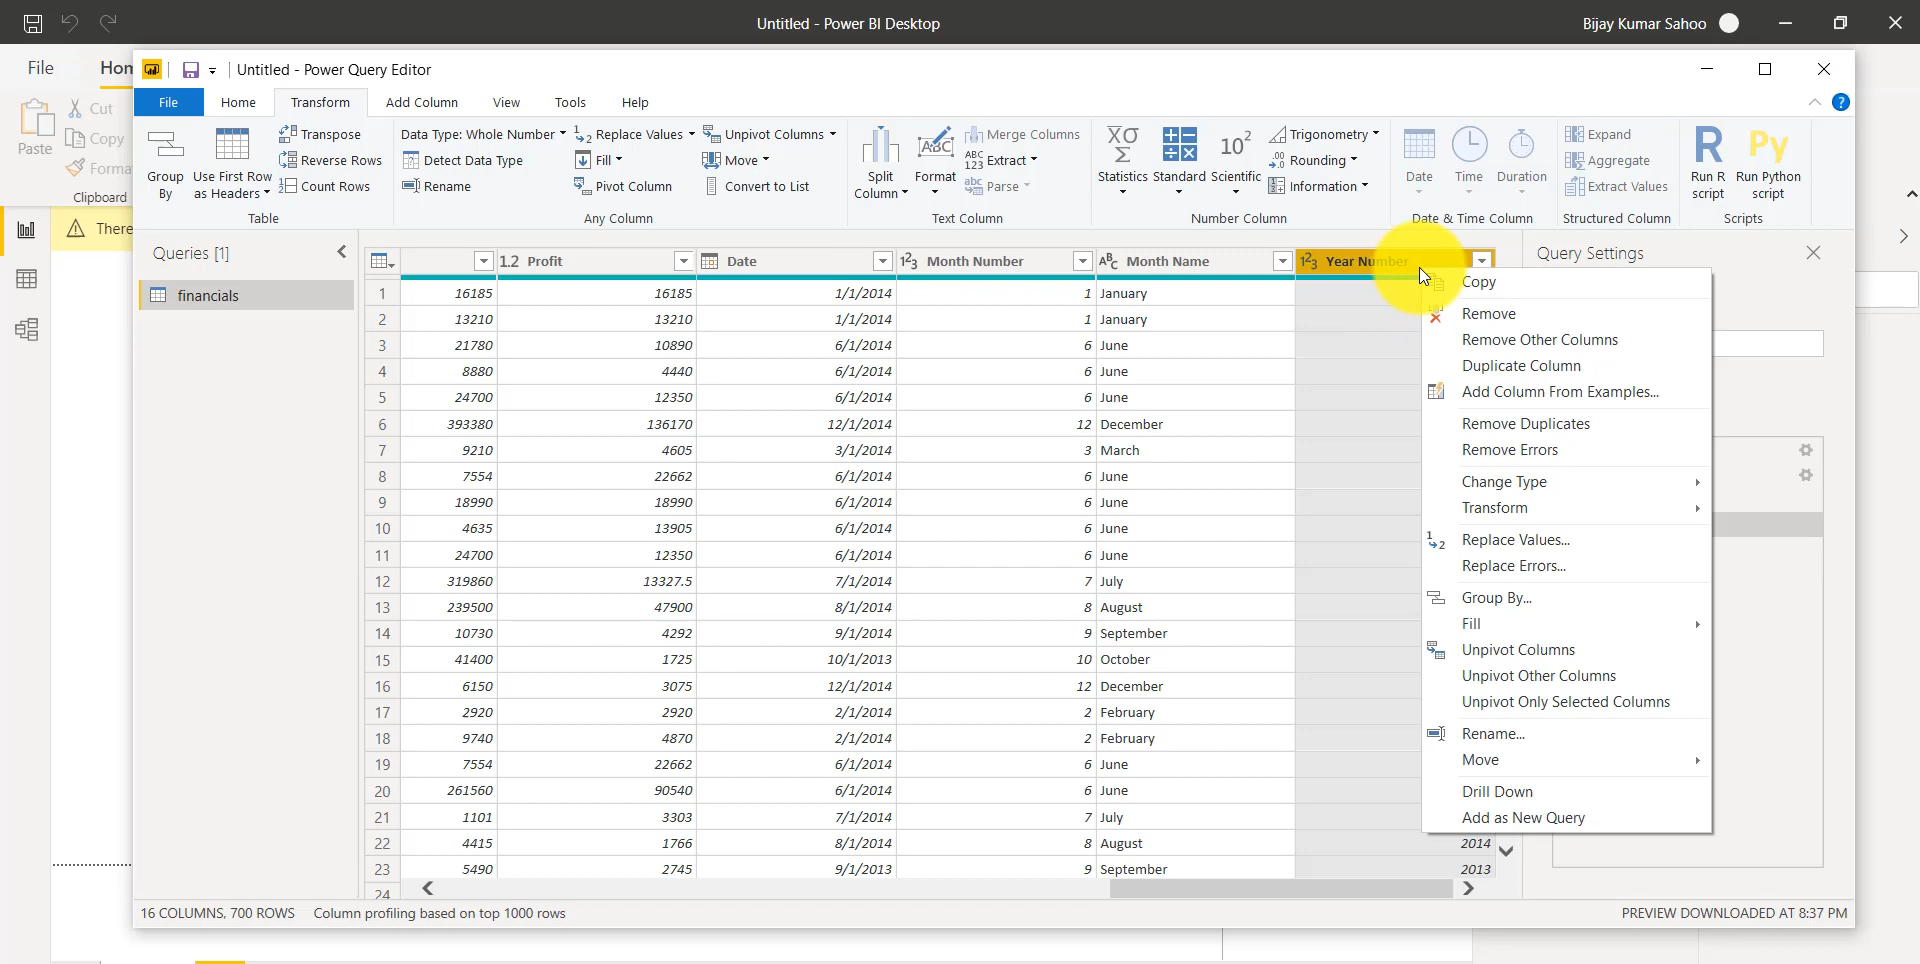 Untitled - Power BI Desktop
Bijay Kumar Sahoo
File
Hom
Untitled - Power Query Editor
File Home Transform Add Column View Tools Help
Paste
Cut
Copy
Forma
Clipboard
Group By
Use First Row as Headers
Transpose
Reverse Rows
Count Rows
Table
Data Type: Whole Number
Detect Data Type
Rename
Replace Values
Fill
Pivot Column
Unpivot Columns
Move
Convert to List
Any Column
Split Column
Format
Merge Columns
Extract
Parse
Text Column
Statistics
Standard
Scientific
Trigonometry
Rounding
Information
Number Column
Date
Time
Duration
Date & Time Column
Expand
Aggregate
Extract Values
Structured Column
Run R script
Run Python script
Scripts
There
Queries [1]
financials
1.2 Profit Date 123 Month Number ABC Month Name 123 Year Number
1 16185 16185 1/1/2014 1 January
2 13210 13210 1/1/2014 1 January
3 21780 10890 6/1/2014 6 June
4 8880 4440 6/1/2014 6 June
5 24700 12350 6/1/2014 6 June
6 393380 136170 12/1/2014 12 December
7 9210 4605 3/1/2014 3 March
8 7554 22662 6/1/2014 6 June
9 18990 18990 6/1/2014 6 June
10 4635 13905 6/1/2014 6 June
11 24700 12350 6/1/2014 6 June
12 319860 13327.5 7/1/2014 7 July
13 239500 47900 8/1/2014 8 August
14 10730 4292 9/1/2014 9 September
15 41400 1725 10/1/2013 10 October
16 6150 3075 12/1/2014 12 December
17 2920 2920 2/1/2014 2 February
18 9740 4870 2/1/2014 2 February
19 7554 22662 6/1/2014 6 June
20 261560 90540 6/1/2014 6 June
21 1101 3303 7/1/2014 7 July
22 4415 1766 8/1/2014 8 August 2014
23 5490 2745 9/1/2013 9 September 2013
24
Query Settings
Copy
Remove
Remove Other Columns
Duplicate Column
Add Column From Examples...
Remove Duplicates
Remove Errors
Change Type
Transform
Replace Values...
Replace Errors...
Group By...
Fill
Unpivot Columns
Unpivot Other Columns
Unpivot Only Selected Columns
Rename...
Move
Drill Down
Add as New Query
16 COLUMNS, 700 ROWS Column profiling based on top 1000 rows
PREVIEW DOWNLOADED AT 8:37 PM